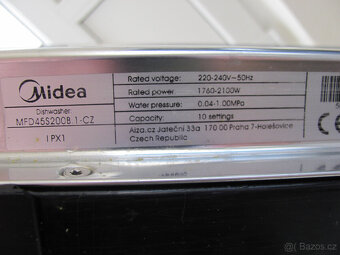 Midea
Dishwasher
MFD45S200B.1-CZ
IPX1
Rated voltage: 220-240V~50Hz
Rated power 1760-2100W
Water pressure: 0.04-1.00MPa
Capacity: 10 settings
Alza.cz Jateční 33a 170 00 Praha 7-Holešovice
Czech Republic
CE
© Sbazar.cz